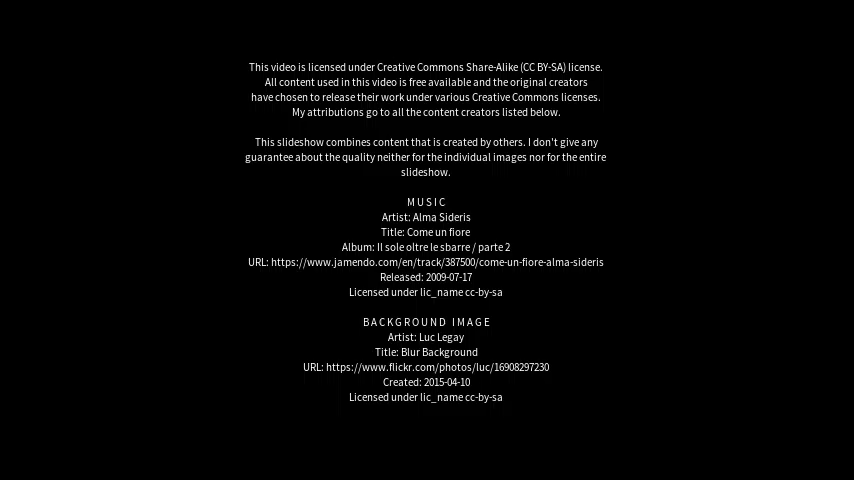 This video is licensed under Creative Commons Share-Alike (CC BY-SA) license.
All content used in this video is free available and the original creators
have chosen to release their work under various Creative Commons licenses.
My attributions go to all the content creators listed below.
This slideshow combines content that is created by others. I don't give any
guarantee about the quality neither for the individual images nor for the entire
slideshow.
MUSIC
Artist: Alma Sideris
Title: Come un fiore
Album: Il sole oltre le sbarre / parte 2
URL: https://www.jamendo.com/en/track/387500/come-un-fiore-alma-sideris
Released: 2009-07-17
Licensed under lic_name cc-by-sa
BACKGROUND IMAGE
Artist: Luc Legay
Title: Blur Background
URL: https://www.flickr.com/photos/luc/16908297230
Created: 2015-04-10
Licensed under lic_name cc-by-sa